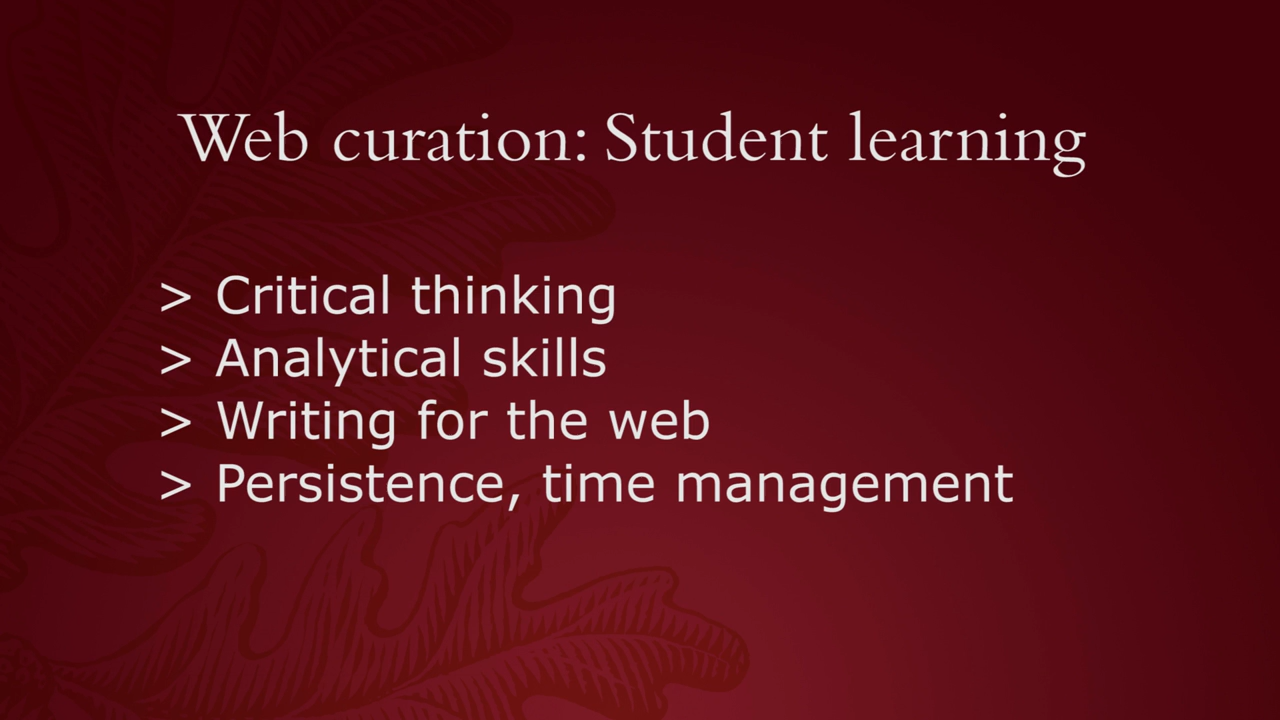 Web curation: Student learning
> Critical thinking
> Analytical skills
> Writing for the web
> Persistence, time management